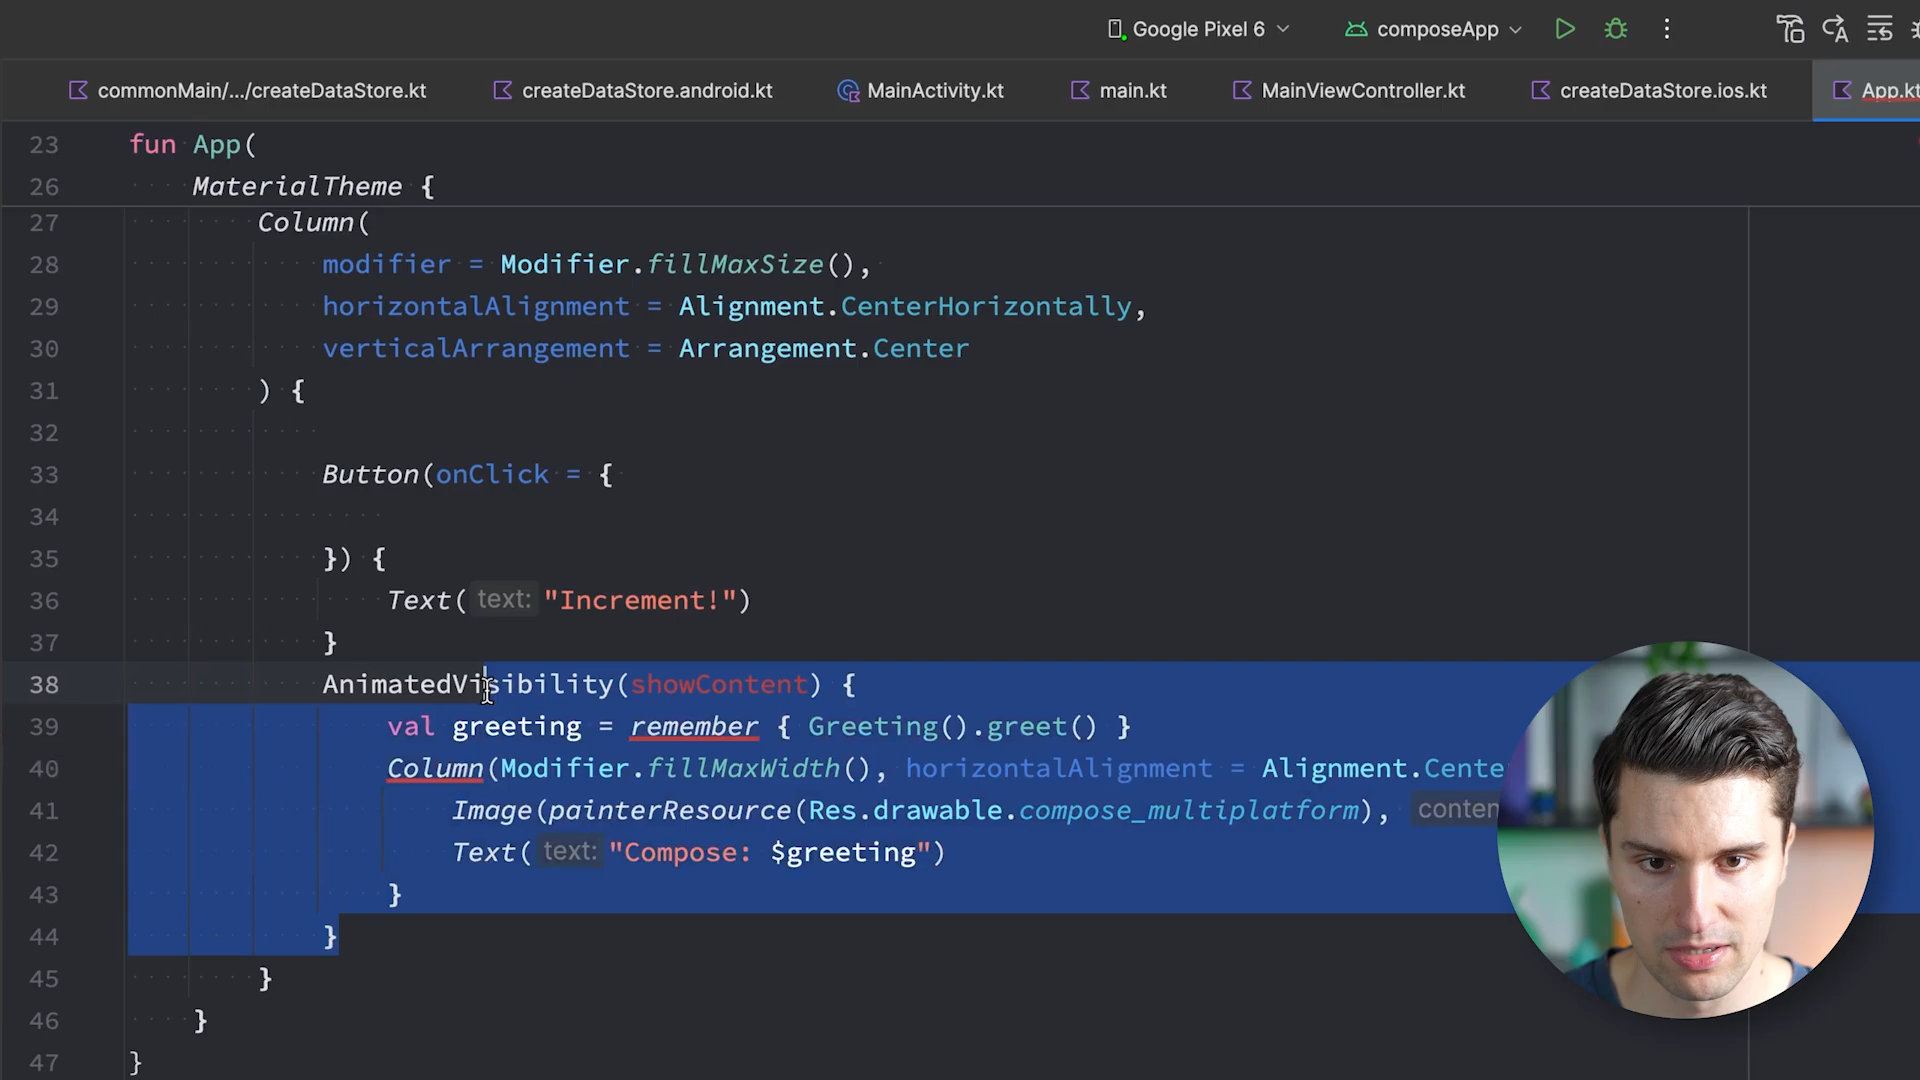 Google Pixel 6 composeApp
commonMain/.../createDataStore.kt createDataStore.android.kt MainActivity.kt main.kt MainViewController.kt createDataStore.ios.kt App.kt
23 fun App(
26 MaterialTheme {
27 Column(
28 modifier = Modifier.fillMaxSize(),
29 horizontalAlignment = Alignment.CenterHorizontally,
30 verticalArrangement = Arrangement.Center
31 ) {
32
33 Button(onClick = {
34
35 }) {
36 Text( text: "Increment!")
37 }
38 AnimatedVisibility(showContent) {
39 val greeting = remember { Greeting().greet() }
40 Column(Modifier.fillMaxWidth(), horizontalAlignment = Alignment.Cente
41 Image(painterResource(Res.drawable.compose_multiplatform), conten
42 Text( text: "Compose: $greeting")
43 }
44 }
45 }
46 }
47 }